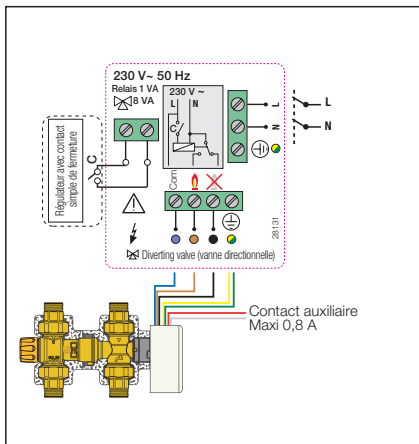 230 V~ 50 Hz
Relais 1 VA
8 VA
230 V ~
L N
C
L
N
L
N
Régulateur avec contact
simple de fermeture
C
Com
28131
Diverting valve (vanne directionnelle)
Contact auxiliaire
Maxi 0,8 A